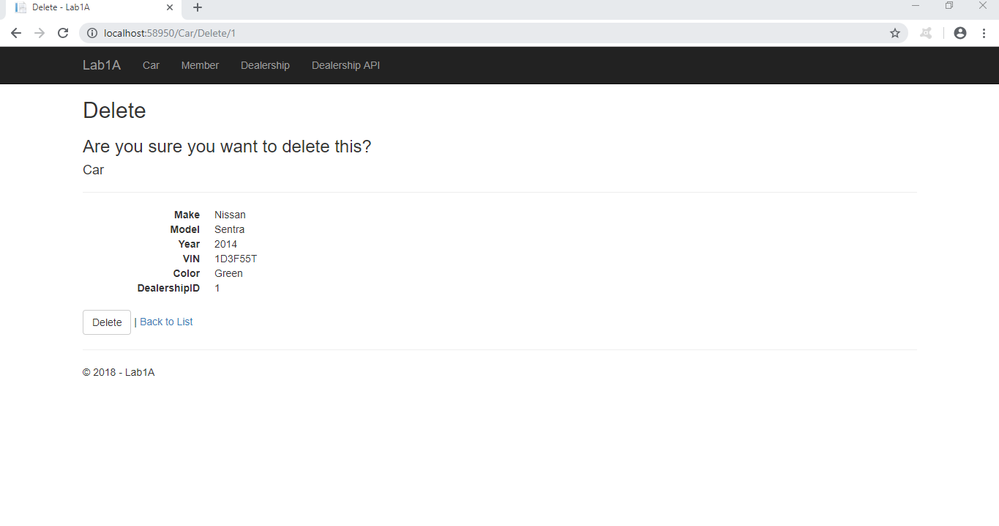 Delete - Lab1A
localhost:58950/Car/Delete/1
Lab1A Car Member Dealership Dealership API
Delete
Are you sure you want to delete this?
Car
Make Nissan
Model Sentra
Year 2014
VIN 1D3F55T
Color Green
DealershipID 1
Delete | Back to List
© 2018 - Lab1A